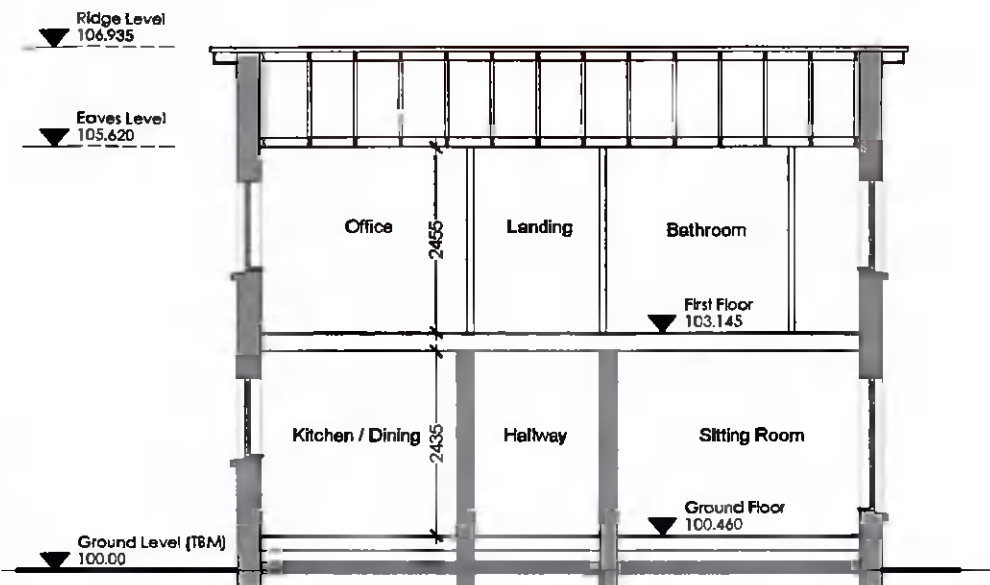 Ridge Level
106.935
Eaves Level
105.620
Office
2455
Landing
Bathroom
First Floor
103.145
Kitchen / Dining
2435
Hallway
Sitting Room
Ground Floor
100.460
Ground Level (TBM)
100.00